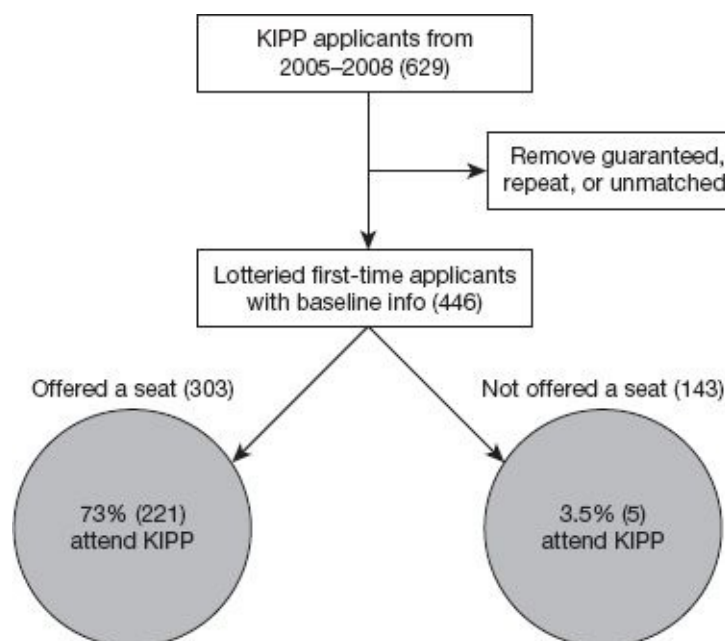 KIPP applicants from
2005–2008 (629)
Remove guaranteed,
repeat, or unmatched
Lotteried first-time applicants
with baseline info (446)
Offered a seat (303)
Not offered a seat (143)
73% (221)
attend KIPP
3.5% (5)
attend KIPP